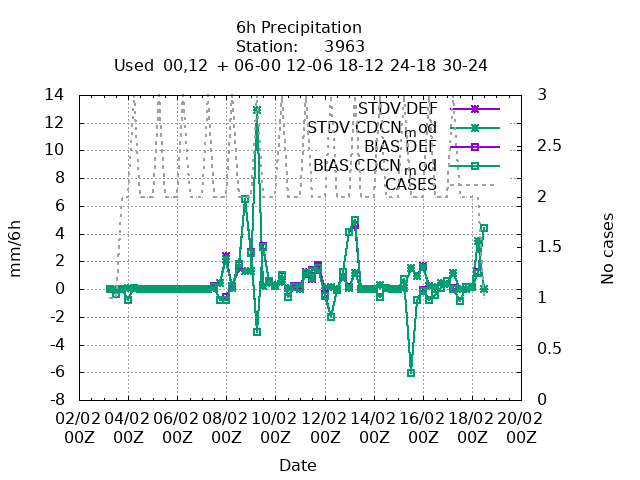 6h Precipitation
Station: 3963
Used 00,12 + 06-00 12-06 18-12 24-18 30-24
14
12
10
8
6
4
2
0
-2
-4
-6
-8
mm/6h
3
2.5
2
1.5
1
0.5
0
No cases
STDV DEF
STDV CDCN_mod
BIAS DEF
BIAS CDCN_mod
CASES
02/02 04/02 06/02 08/02 10/02 12/02 14/02 16/02 18/02 20/02
00Z 00Z 00Z 00Z 00Z 00Z 00Z 00Z 00Z 00Z
Date